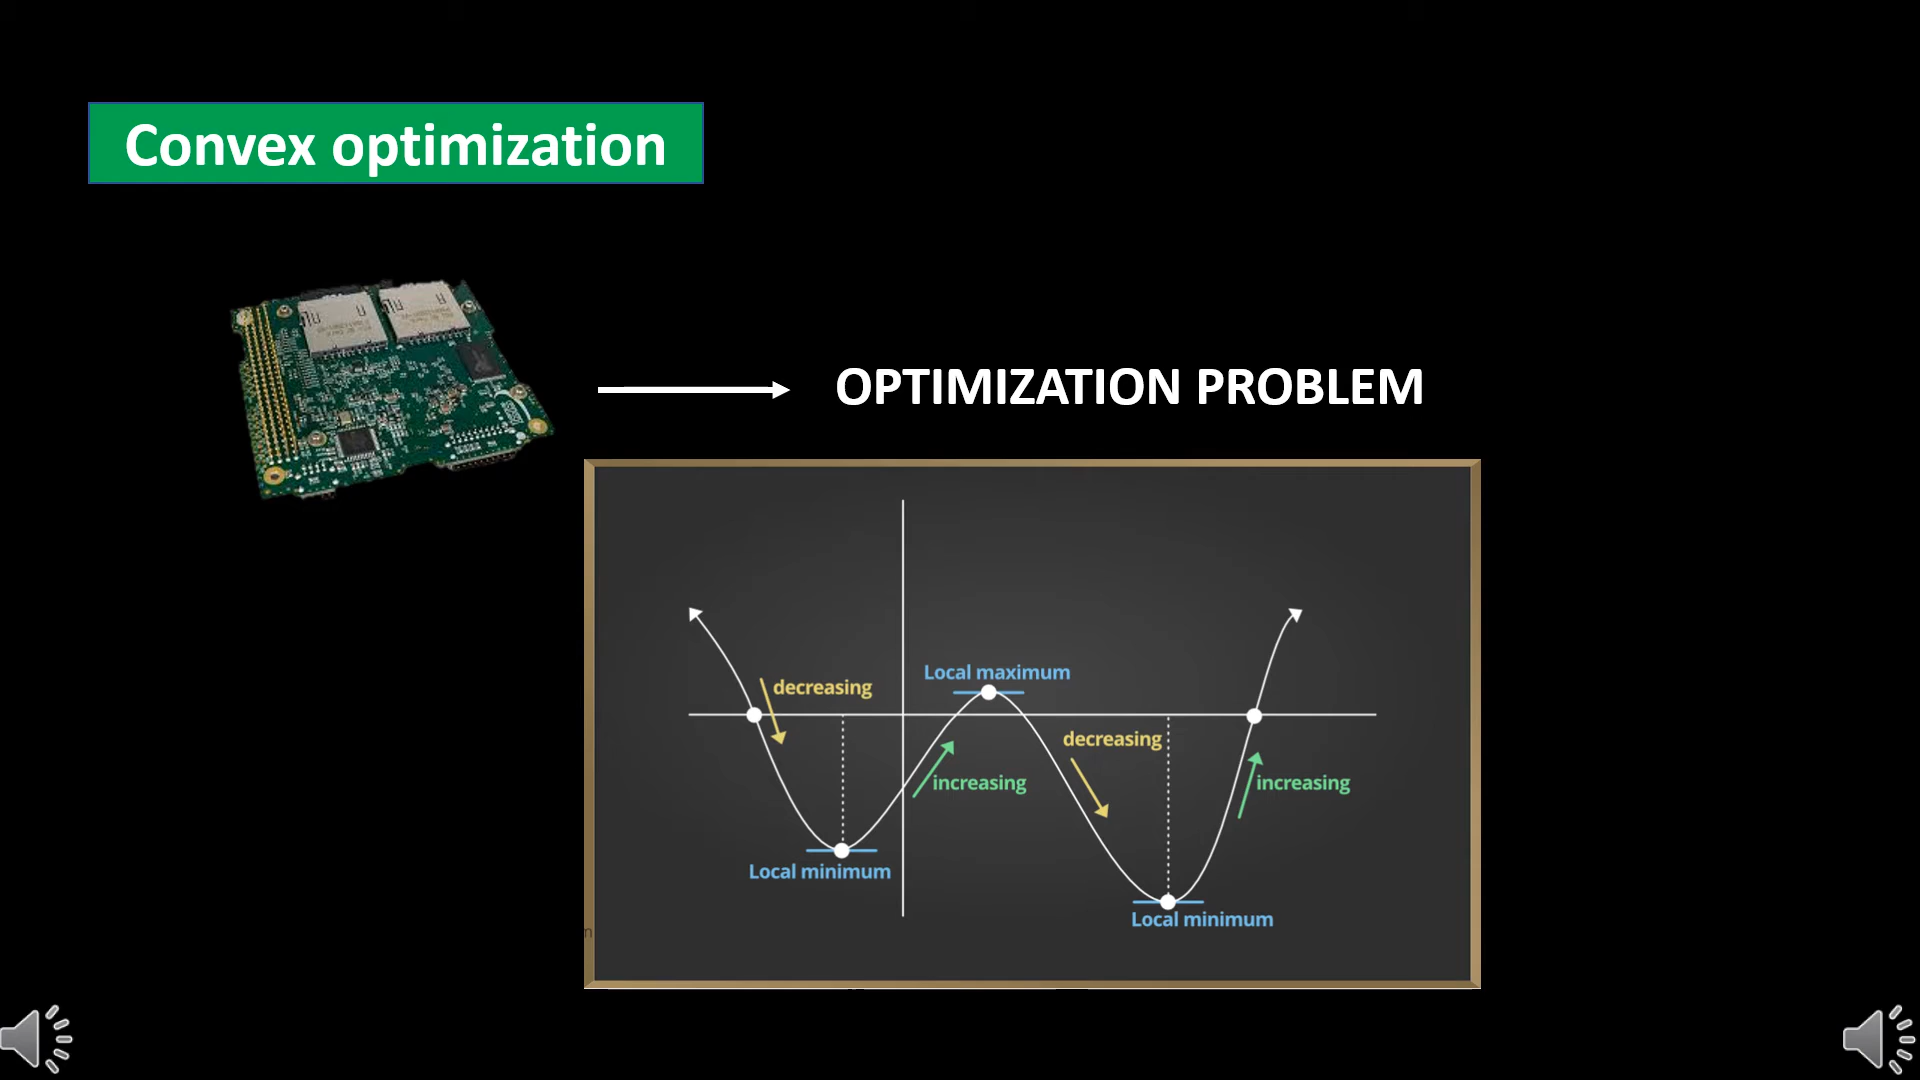 Convex optimization
OPTIMIZATION PROBLEM
Local maximum
decreasing
decreasing
increasing
increasing
Local minimum
Local minimum